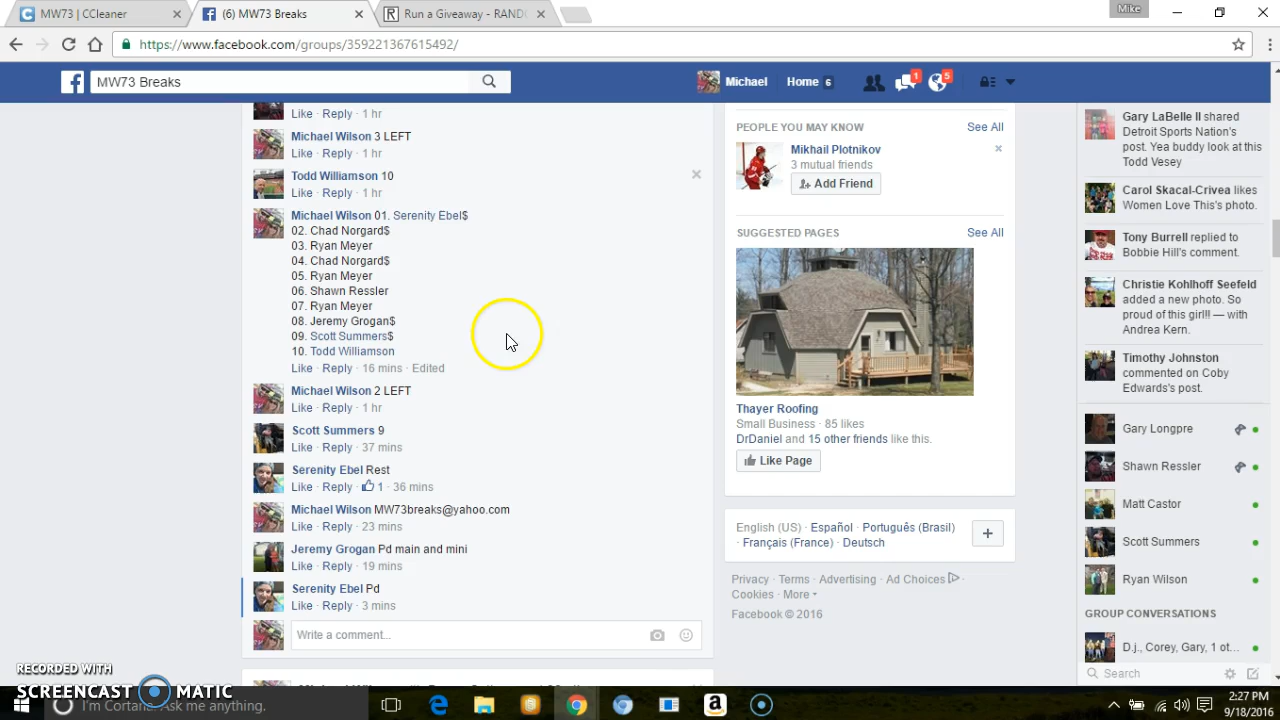 MW73 | CCleaner
(6) MW73 Breaks
Run a Giveaway - RANDO
Mike
https://www.facebook.com/groups/359221367615492/
MW73 Breaks
Michael
Home 6
1
5
Like · Reply · 1 hr
Michael Wilson 3 LEFT
Like · Reply · 1 hr
Todd Williamson 10
Like · Reply · 1 hr
Michael Wilson 01. Serenity Ebel$
02. Chad Norgard$
03. Ryan Meyer
04. Chad Norgard$
05. Ryan Meyer
06. Shawn Ressler
07. Ryan Meyer
08. Jeremy Grogan$
09. Scott Summers$
10. Todd Williamson
Like · Reply · 16 mins · Edited
Michael Wilson 2 LEFT
Like · Reply · 1 hr
Scott Summers 9
Like · Reply · 37 mins
Serenity Ebel Rest
Like · Reply · 1 · 36 mins
Michael Wilson MW73breaks@yahoo.com
Like · Reply · 23 mins
Jeremy Grogan Pd main and mini
Like · Reply · 19 mins
Serenity Ebel Pd
Like · Reply · 3 mins
Write a comment...
PEOPLE YOU MAY KNOW
See All
Mikhail Plotnikov
3 mutual friends
Add Friend
SUGGESTED PAGES
See All
Thayer Roofing
Small Business · 85 likes
DrDaniel and 15 other friends like this.
Like Page
English (US) · Español · Português (Brasil)
· Français (France) · Deutsch
Privacy · Terms · Advertising · Ad Choices ·
Cookies · More
Facebook © 2016
Gary LaBelle II shared
Detroit Sports Nation's
post. Yea buddy look at this
Todd Vesey
Carol Skacal-Crivea likes
Women Love This's photo.
Tony Burrell replied to
Bobbie Hill's comment.
Christie Kohlhoff Seefeld
added a new photo. So
proud of this girl!!! — with
Andrea Kern.
Timothy Johnston
commented on Coby
Edwards's post.
Gary Longpre
Shawn Ressler
Matt Castor
Scott Summers
Ryan Wilson
GROUP CONVERSATIONS
D.j., Corey, Gary, 1 ot...
Search
RECORDED WITH
SCREENCAST MATIC
I'm Cortana. Ask me anything.
2:27 PM
9/18/2016